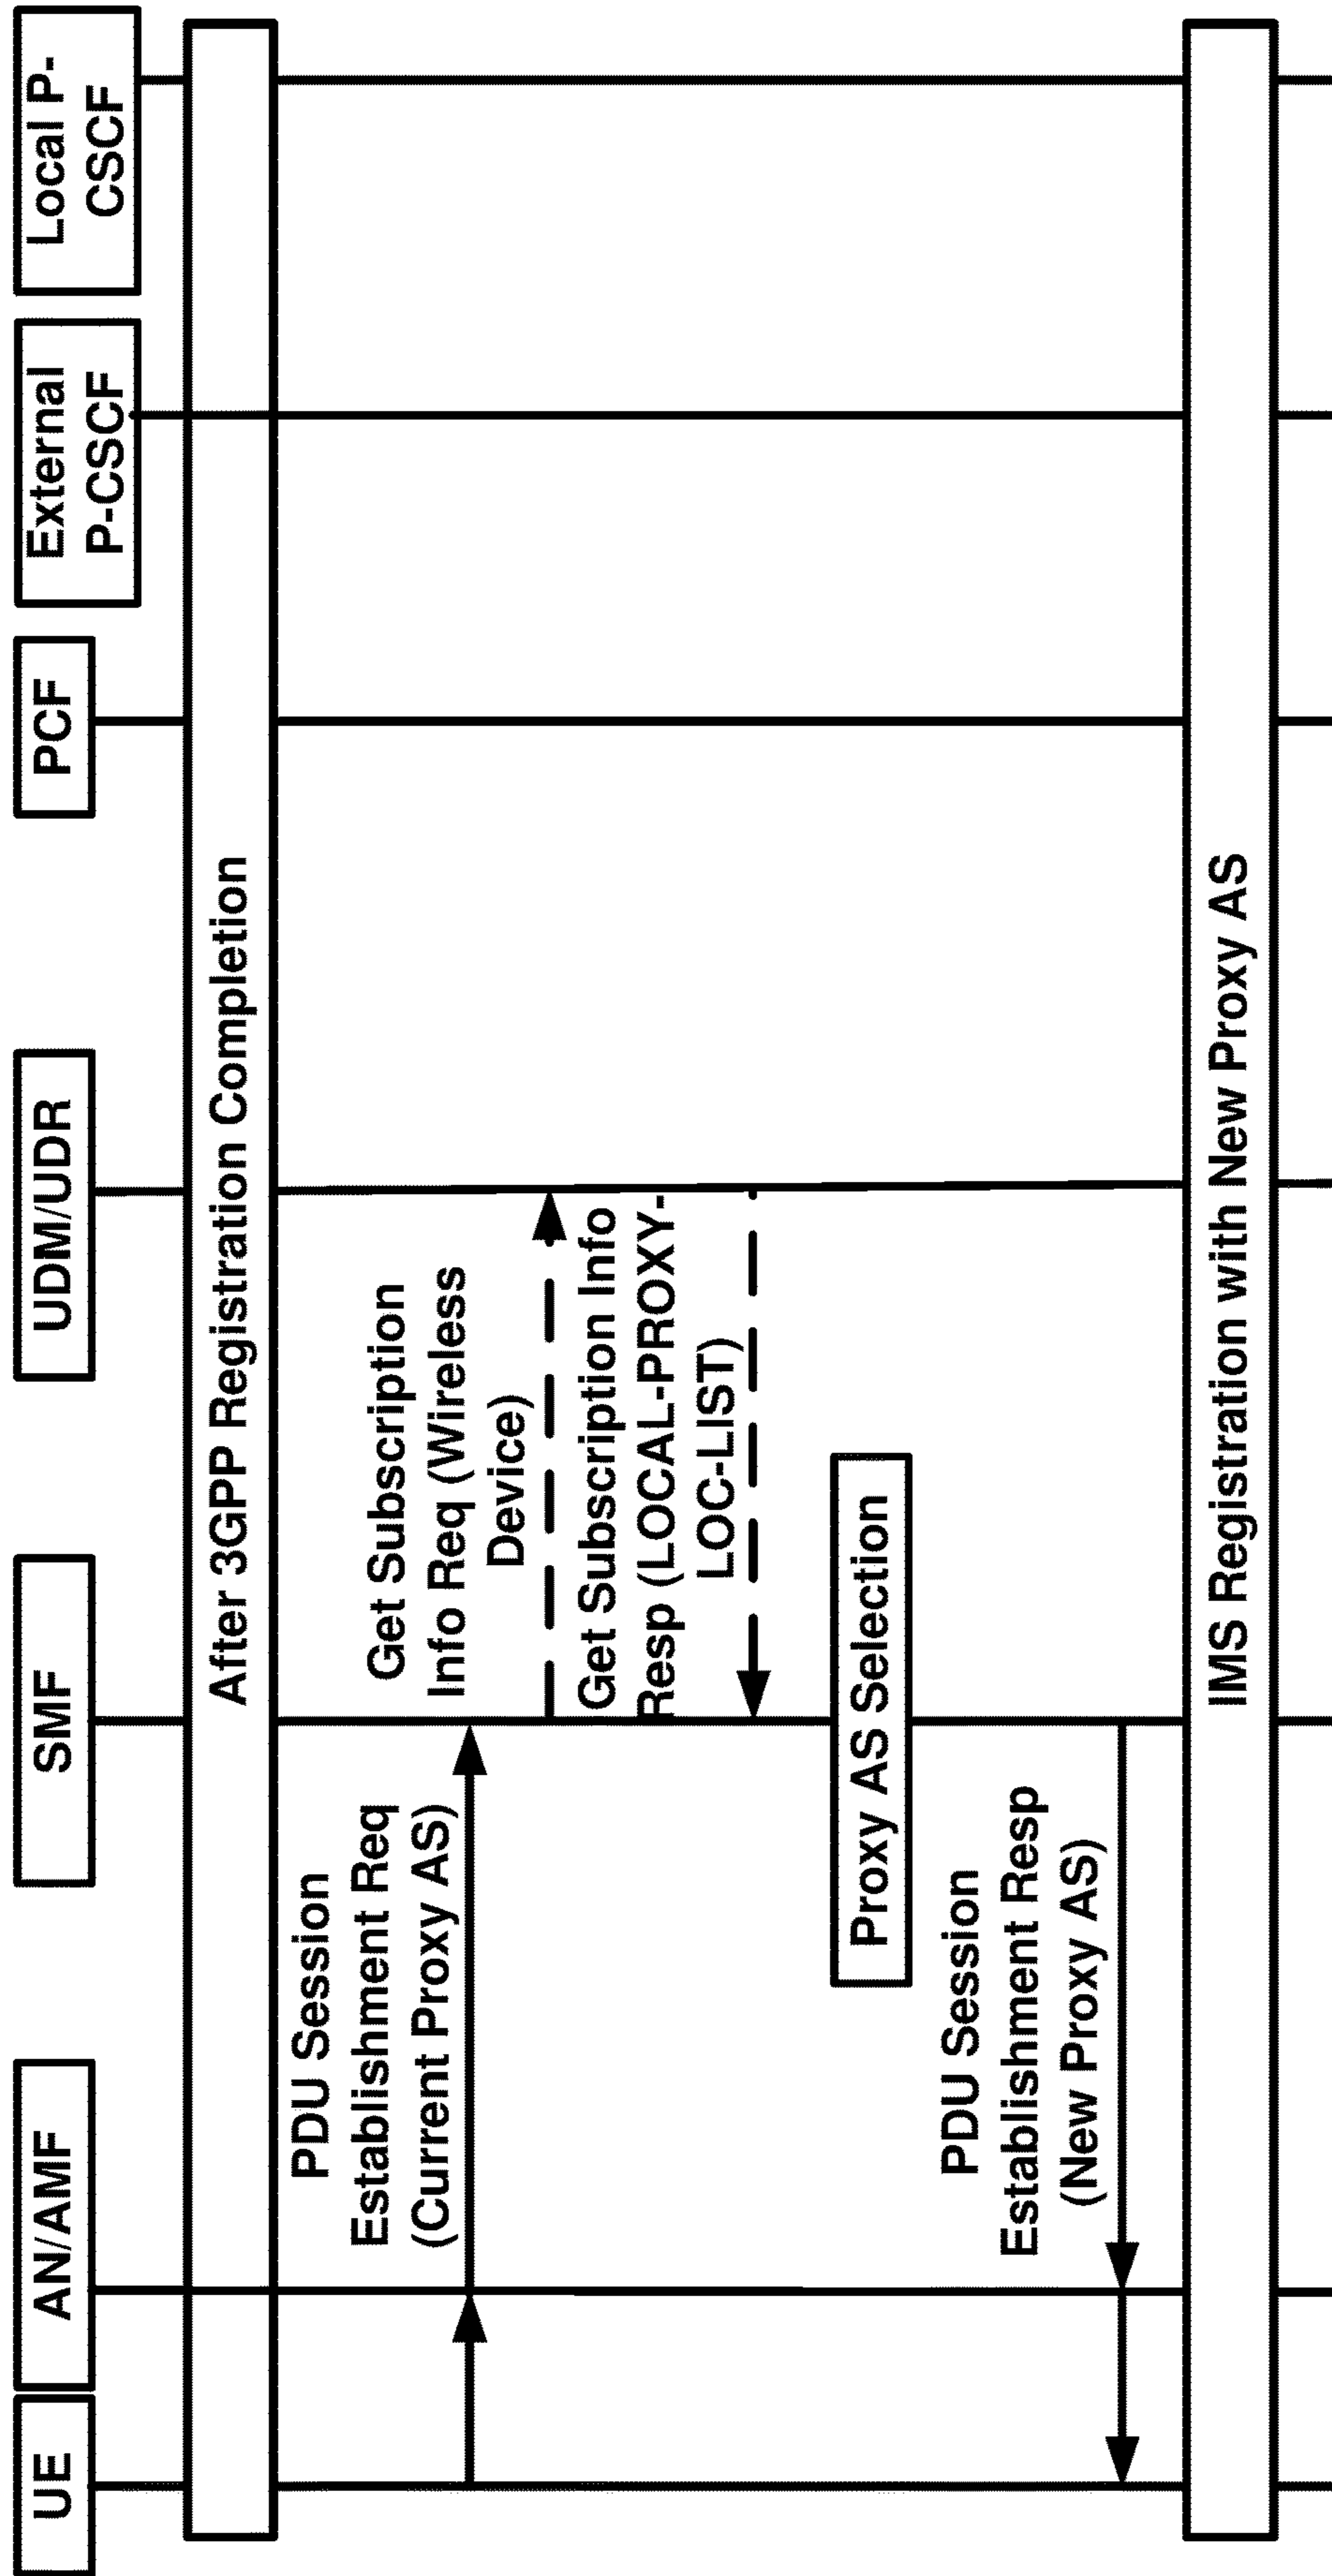 UE
AN/AMF
SMF
UDM/UDR
PCF
External
P-CSCF
Local P-
CSCF
After 3GPP Registration Completion
PDU Session
Establishment Req
(Current Proxy AS)
Get Subscription
Info Req (Wireless
Device)
Get Subscription Info
Resp (LOCAL-PROXY-
LOC-LIST)
Proxy AS Selection
PDU Session
Establishment Resp
(New Proxy AS)
IMS Registration with New Proxy AS